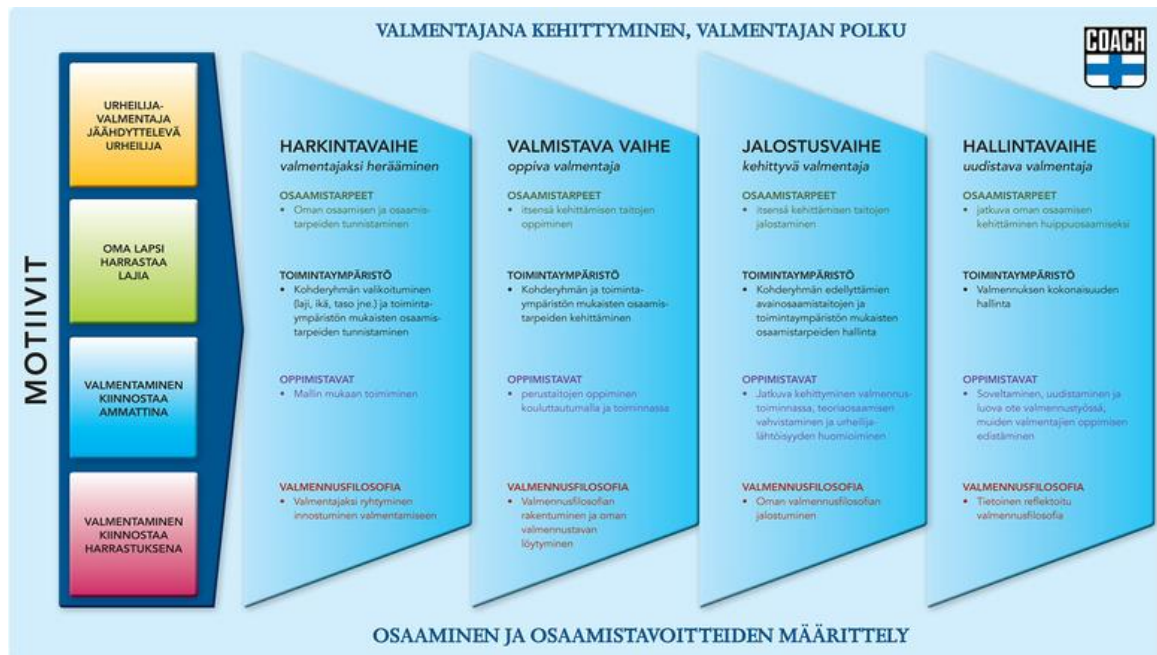 VALMENTAJANA KEHITTYMINEN, VALMENTAJAN POLKU
COACH
MOTIIVIT
URHEILIJA-
VALMENTAJA
JÄÄHDYTTELEVÄ
URHEILIJA
OMA LAPSI
HARRASTAA
LAJIA
VALMENTAMINEN
KIINNOSTAA
AMMATTINA
VALMENTAMINEN
KIINNOSTAA
HARRASTUKSENA
HARKINTAVAIHE
valmentajaksi herääminen
OSAAMISTARPEET
• Oman osaamisen ja osaamis-
tarpeiden tunnistaminen
TOIMINTAYMPÄRISTÖ
• Kohderyhmän valikoituminen
(laji, ikä, taso jne.) ja toiminta-
ympäristön mukaisten osaamis-
tarpeiden tunnistaminen
OPPIMISTAVAT
• Mallin mukaan toimiminen
VALMENNUSFILOSOFIA
• Valmentajaksi ryhtyminen
innostuminen valmentamiseen
VALMISTAVA VAIHE
oppiva valmentaja
OSAAMISTARPEET
• itsensä kehittämisen taitojen
oppiminen
TOIMINTAYMPÄRISTÖ
• Kohderyhmän ja toiminta-
ympäristön mukaisten osaamis-
tarpeiden kehittäminen
OPPIMISTAVAT
• perustaitojen oppiminen
kouluttautumalla ja toiminnassa
VALMENNUSFILOSOFIA
• Valmennusfilosofian
rakentuminen ja oman
valmennustavan
löytyminen
JALOSTUSVAIHE
kehittyvä valmentaja
OSAAMISTARPEET
• itsensä kehittämisen taitojen
jalostaminen
TOIMINTAYMPÄRISTÖ
• Kohderyhmän edellyttämien
avainosaamistaitojen ja
toimintaympäristön mukaisten
osaamistarpeiden hallinta
OPPIMISTAVAT
• Jatkuva kehittyminen valmennus-
toiminnassa, teoriaosaamisen
vahvistaminen ja urheilija-
lähtöisyyden huomioiminen
VALMENNUSFILOSOFIA
• Oman valmennusfilosofian
jalostuminen
HALLINTAVAIHE
uudistava valmentaja
OSAAMISTARPEET
• jatkuva oman osaamisen
kehittäminen huippuosaamiseksi
TOIMINTAYMPÄRISTÖ
• Valmennuksen kokonaisuuden
hallinta
OPPIMISTAVAT
• Soveltaminen, uudistaminen ja
luova ote valmennustyössä,
muiden valmentajien oppimisen
edistäminen
VALMENNUSFILOSOFIA
• Tietoinen reflektoitu
valmennusfilosofia
OSAAMINEN JA OSAAMISTAVOITTEIDEN MÄÄRITTELY